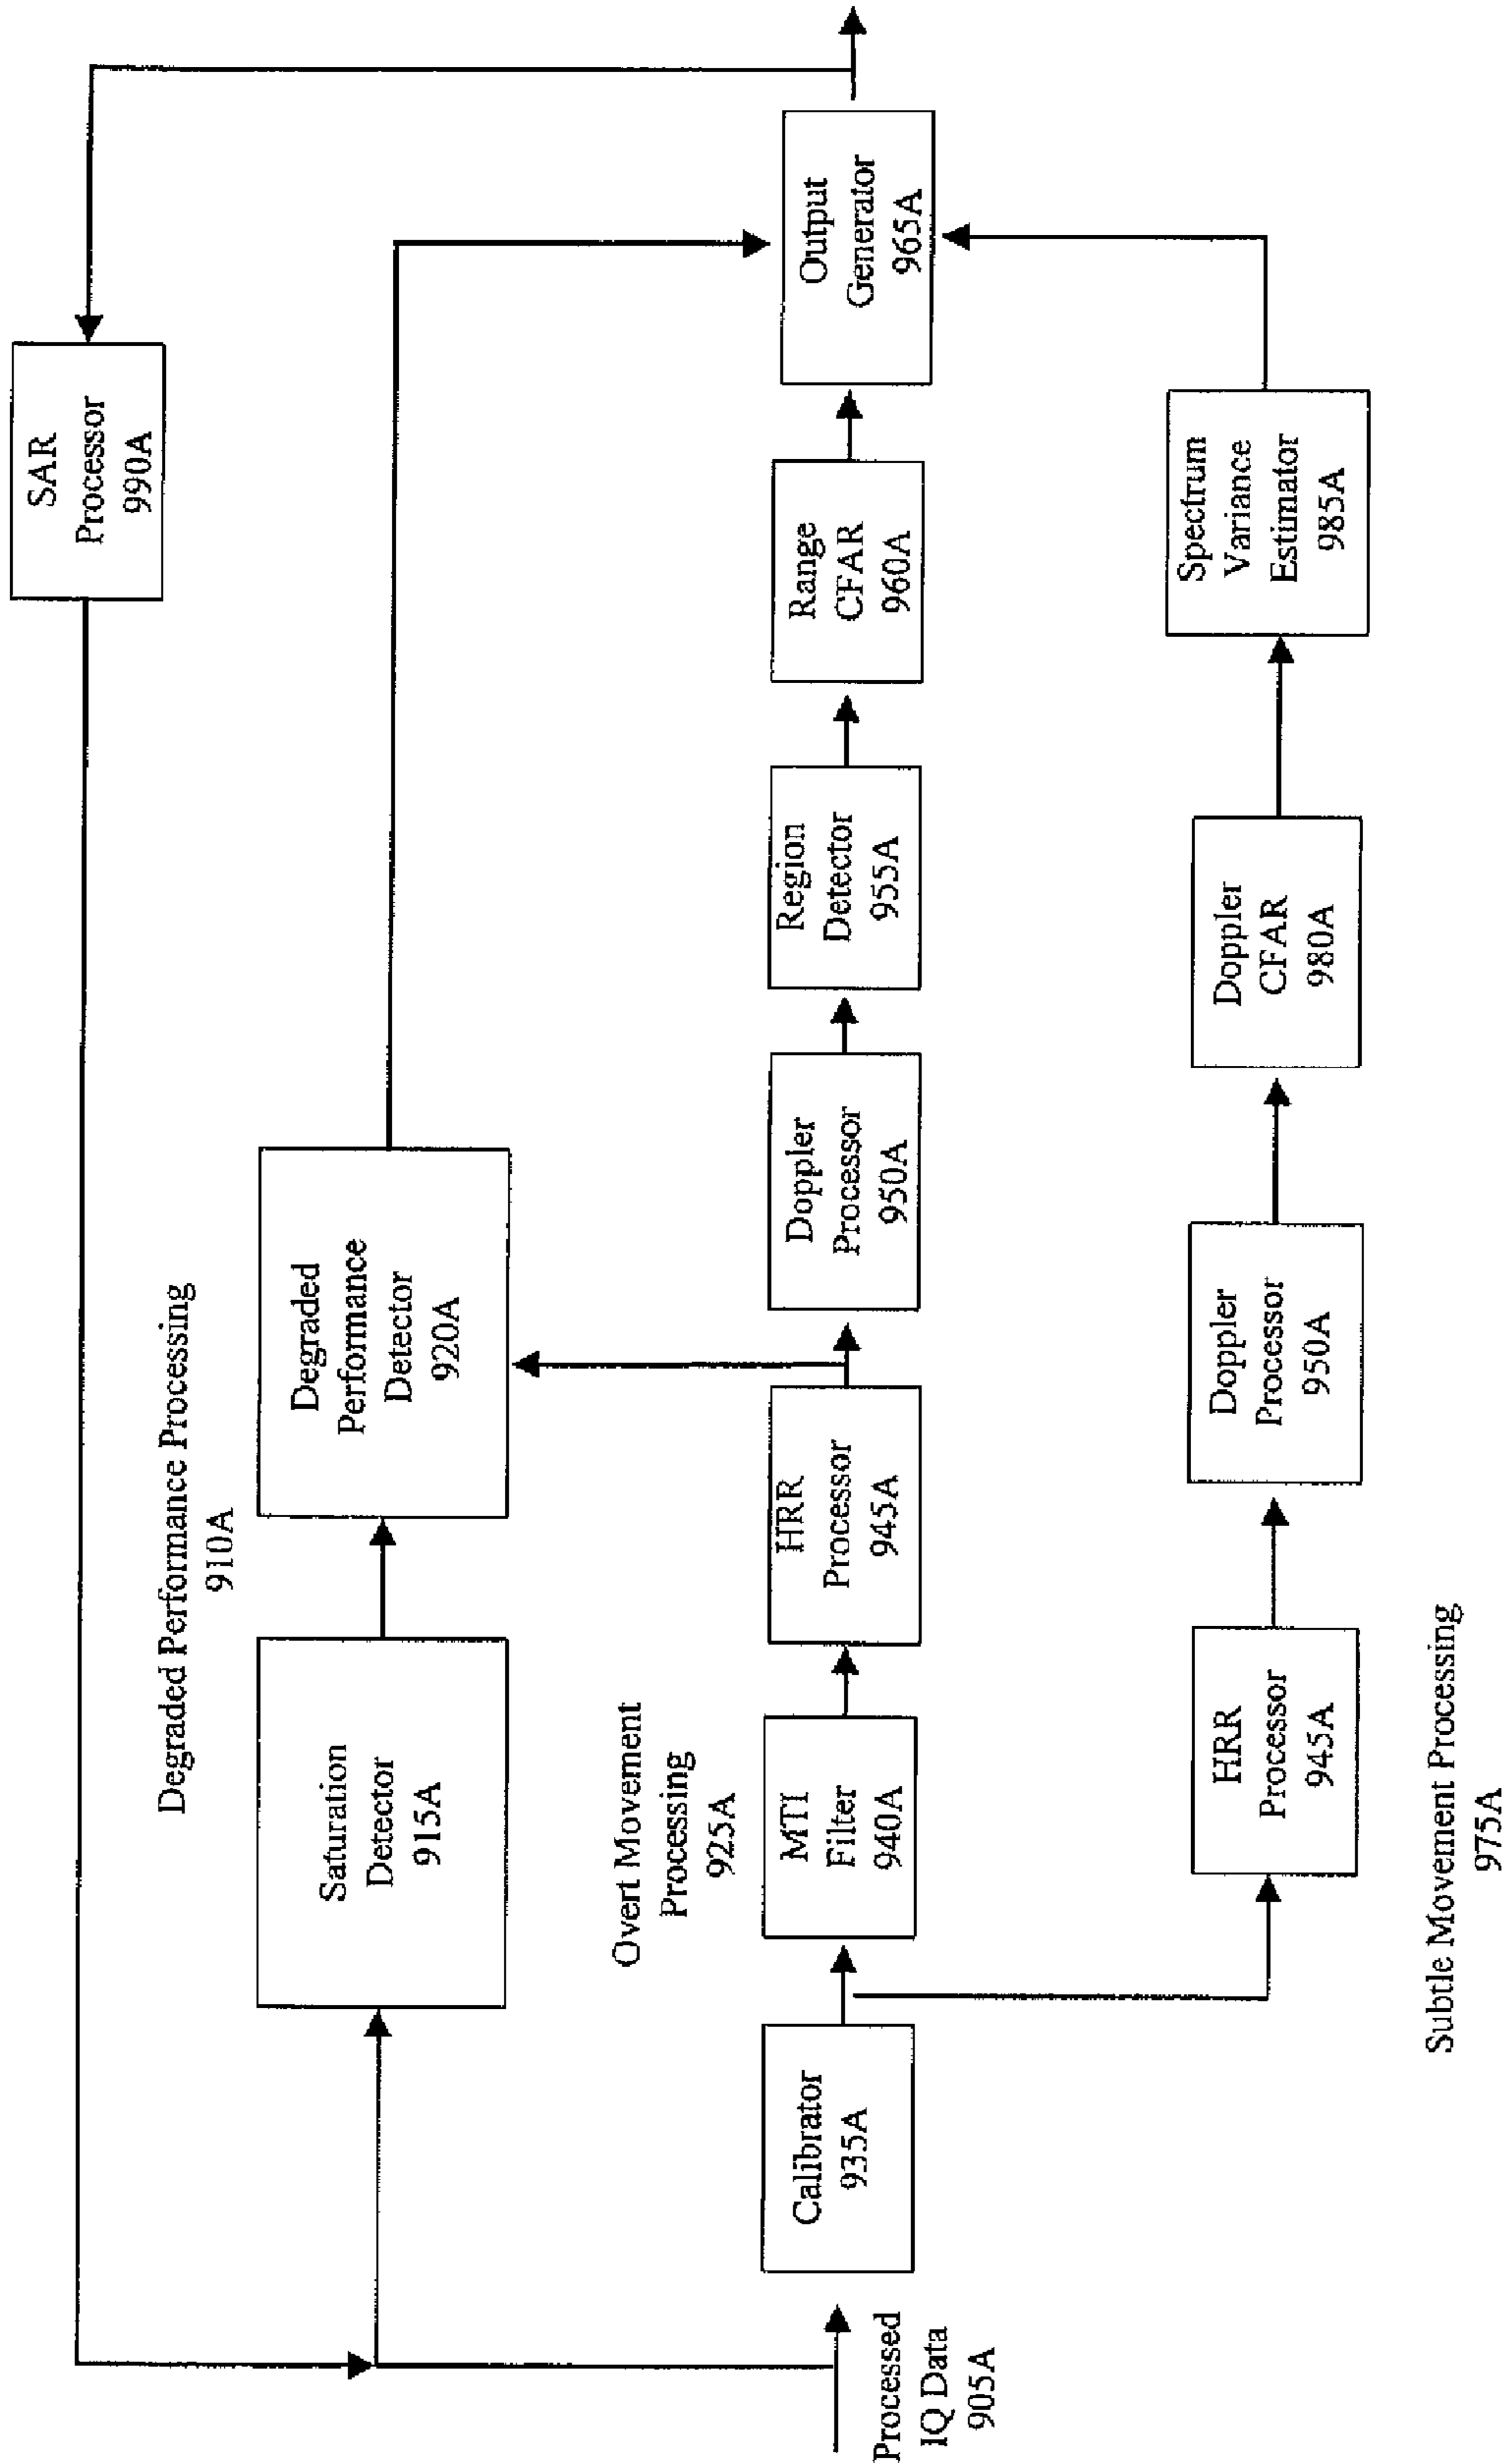 SAR
Processor
990A
Degraded Performance Processing
910A
Saturation
Detector
915A
Degraded
Performance
Detector
920A
Overt Movement
Processing
925A
Processed
IQ Data
905A
Calibrator
935A
MTI
Filter
940A
HRR
Processor
945A
Doppler
Processor
950A
Region
Detector
955A
Range
CFAR
960A
Output
Generator
965A
HRR
Processor
945A
Doppler
Processor
950A
Doppler
CFAR
980A
Spectrum
Variance
Estimator
985A
Subtle Movement Processing
975A